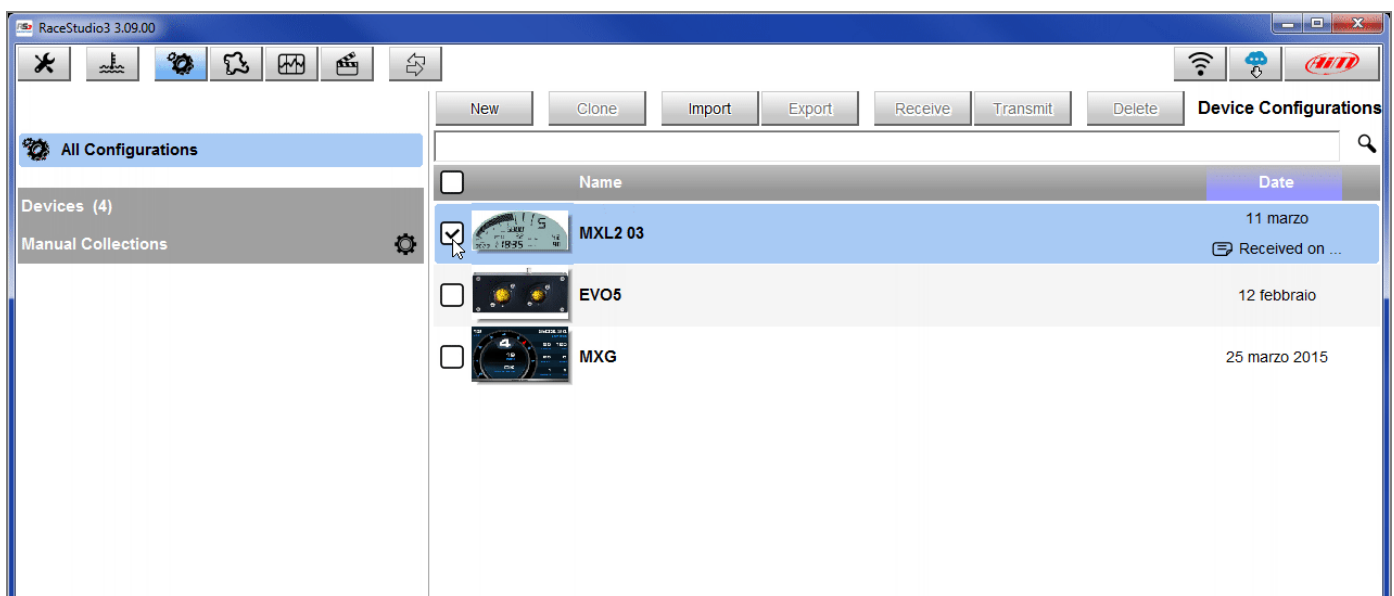 RaceStudio3 3.09.00
AiM
New Clone Import Export Receive Transmit Delete Device Configurations
All Configurations
Name Date
Devices (4)
Manual Collections
MXL2 03
11 marzo
Received on ...
EVO5
12 febbraio
MXG
25 marzo 2015